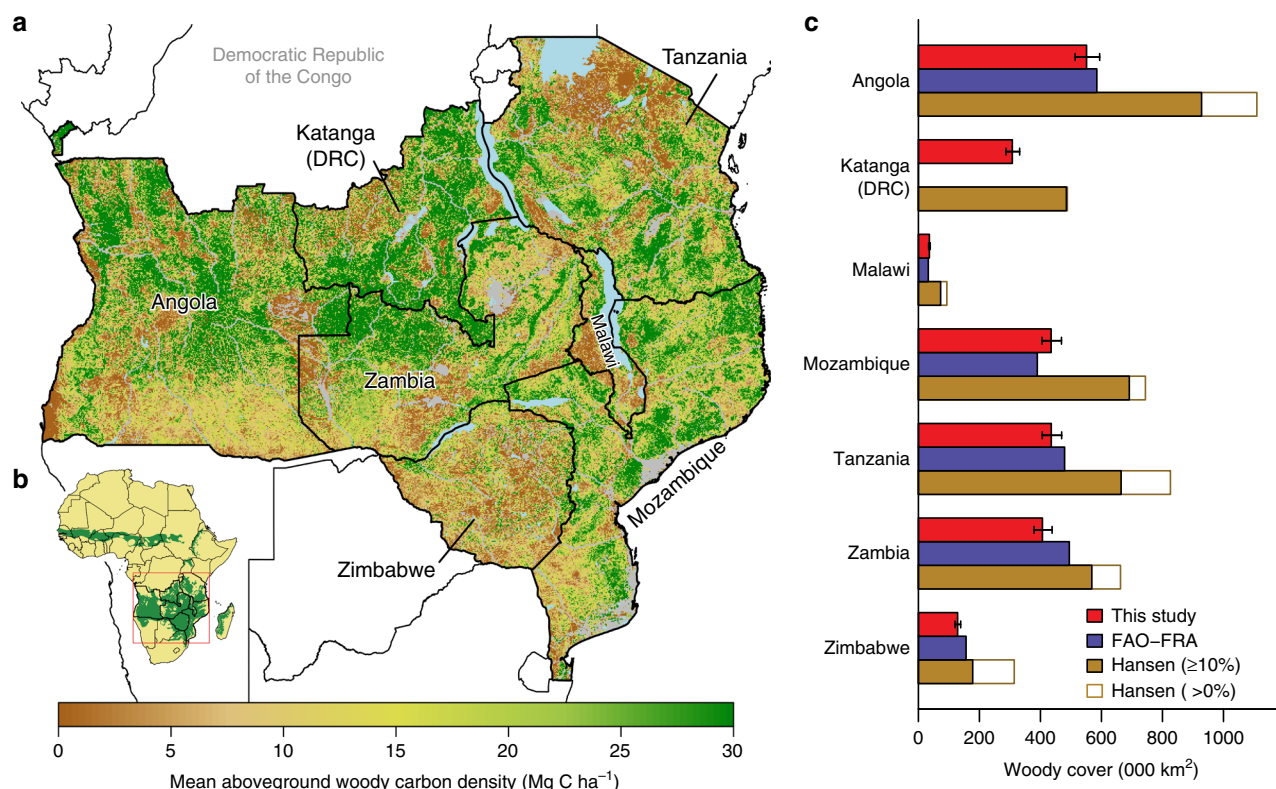 a
Democratic Republic
of the Congo
Tanzania
Katanga
(DRC)
Angola
Malawi
Zambia
Mozambique
Zimbabwe
b
0 5 10 15 20 25 30
Mean aboveground woody carbon density (Mg C ha⁻¹)
c
Angola
Katanga
(DRC)
Malawi
Mozambique
Tanzania
Zambia
Zimbabwe
This study
FAO–FRA
Hansen (≥10%)
Hansen ( >0%)
0 200 400 600 800 1000
Woody cover (000 km²)